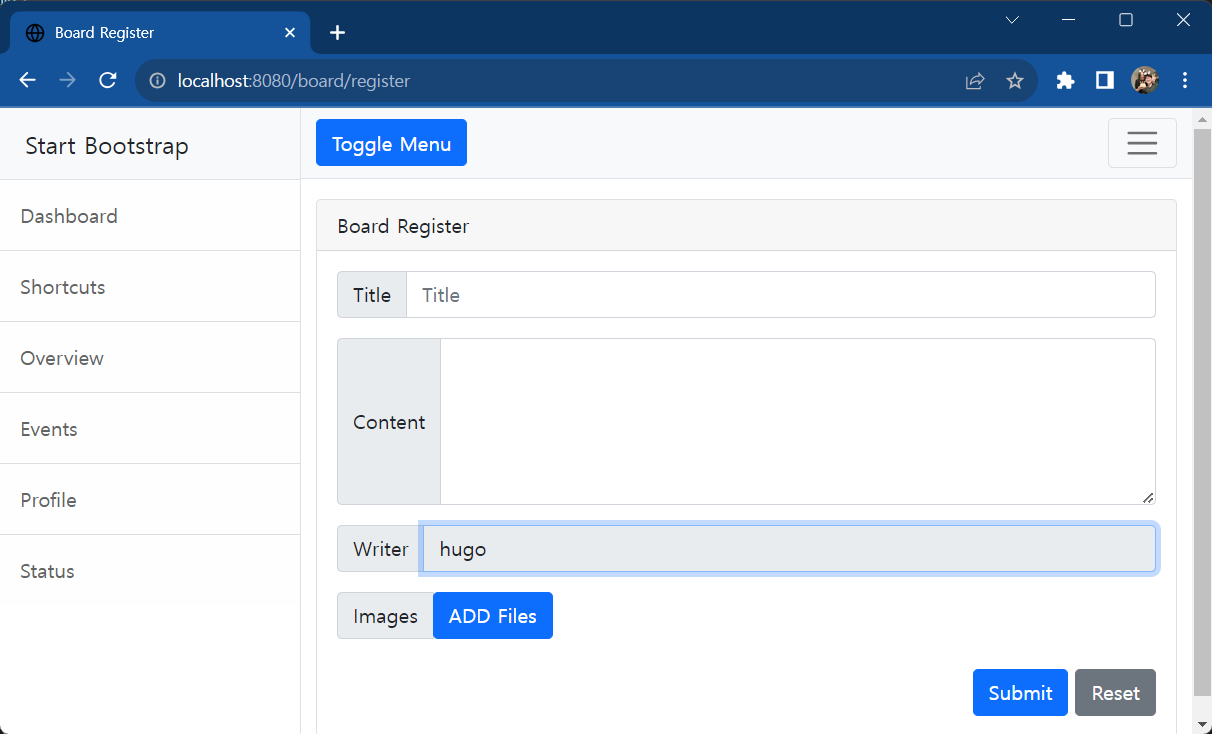 Board Register
localhost:8080/board/register
Start Bootstrap
Toggle Menu
Dashboard
Shortcuts
Overview
Events
Profile
Status
Board Register
Title Title
Content
Writer hugo
Images ADD Files
Submit Reset